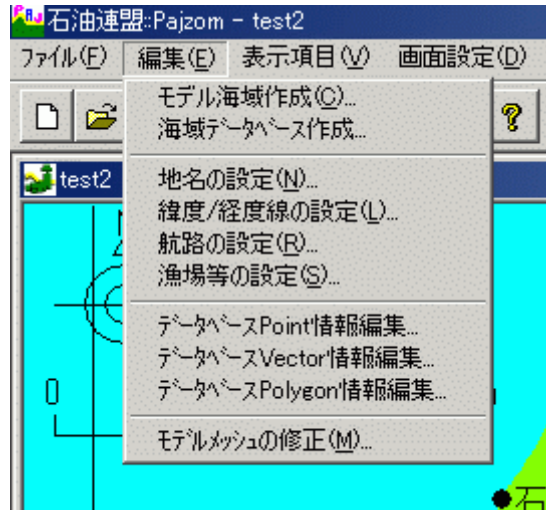 石油連盟::Pajzom - test2
ファイル(F) 編集(E) 表示項目(V) 画面設定(D)
モデル海域作成(C)...
海域ﾃﾞｰﾀﾍﾞｰｽ作成...
test2
地名の設定(N)...
緯度/経度線の設定(L)...
航路の設定(R)...
漁場等の設定(S)...
ﾃﾞｰﾀﾍﾞｰｽPoint情報編集...
ﾃﾞｰﾀﾍﾞｰｽVector情報編集...
ﾃﾞｰﾀﾍﾞｰｽPolygon情報編集...
0
ﾓﾃﾞﾙﾒｯｼｭの修正(M)...
石